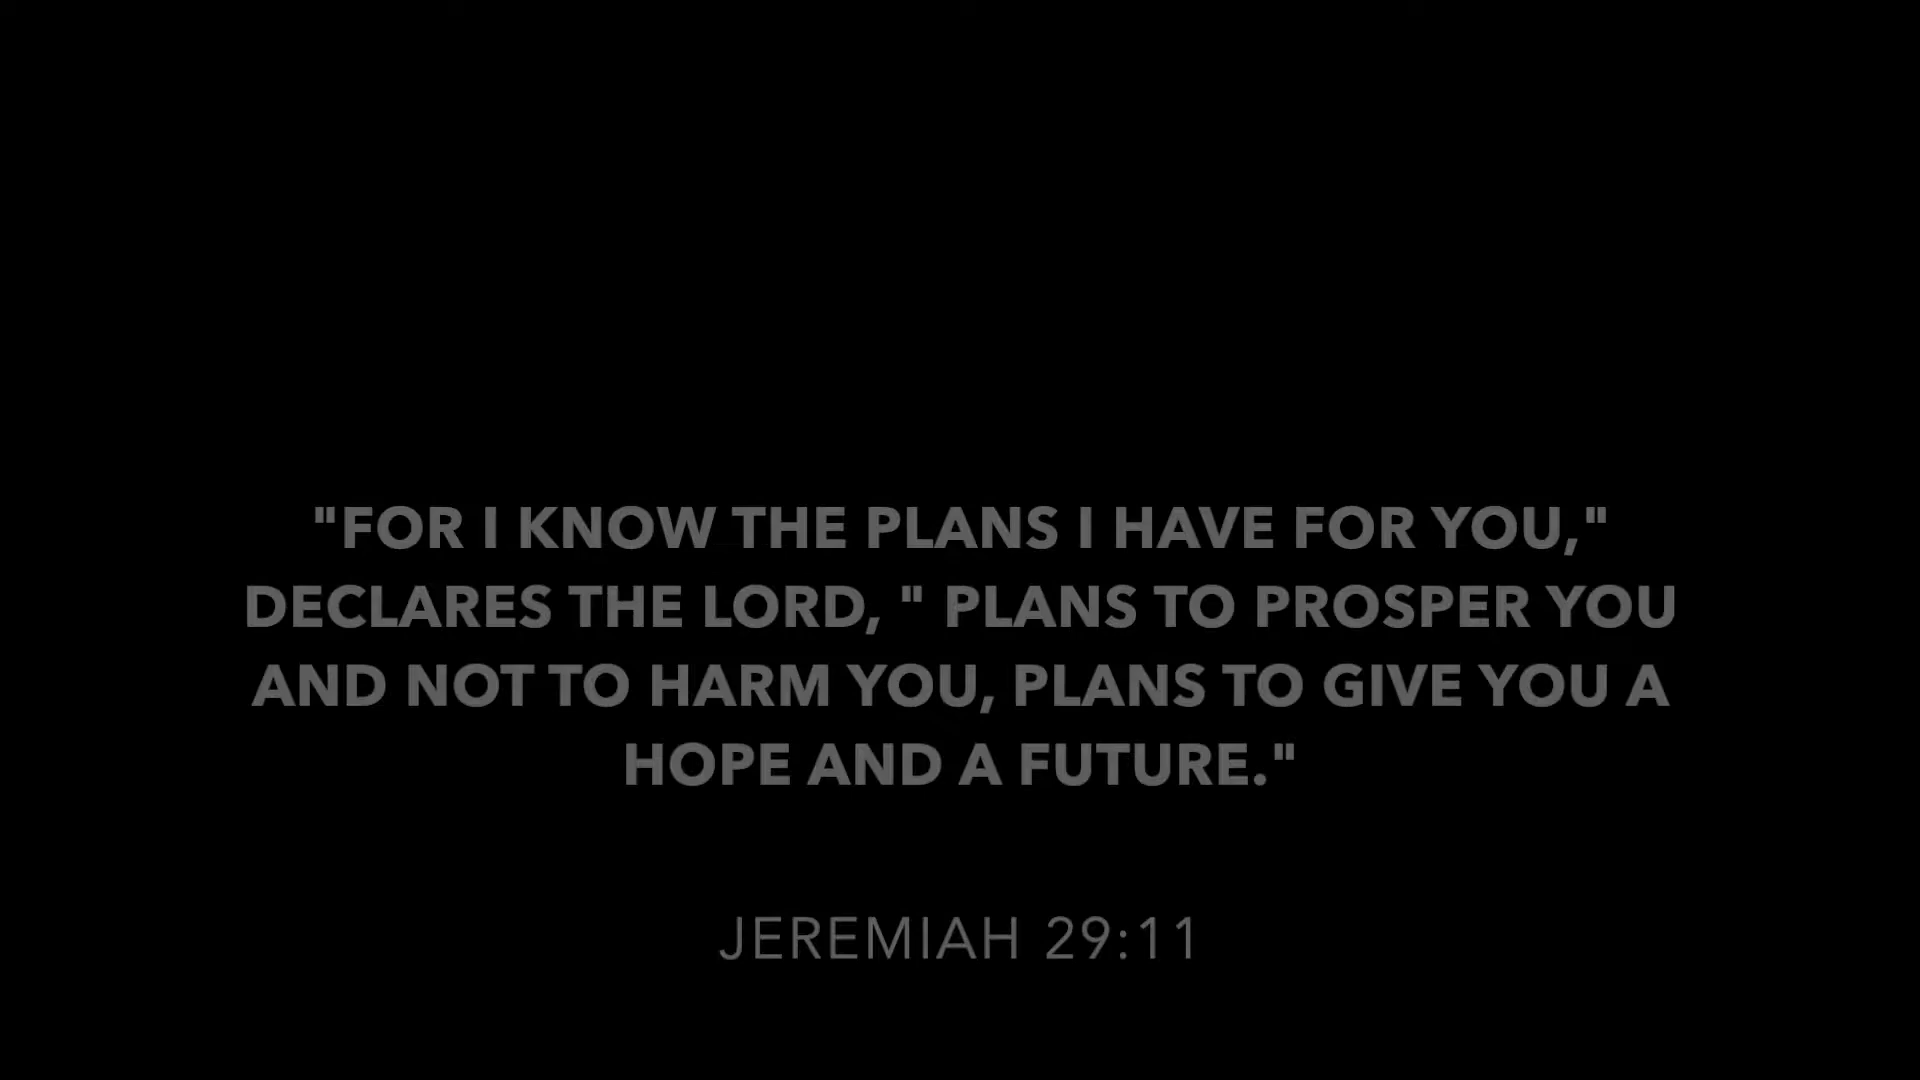 "FOR I KNOW THE PLANS I HAVE FOR YOU,"
DECLARES THE LORD, " PLANS TO PROSPER YOU
AND NOT TO HARM YOU, PLANS TO GIVE YOU A
HOPE AND A FUTURE."
JEREMIAH 29:11